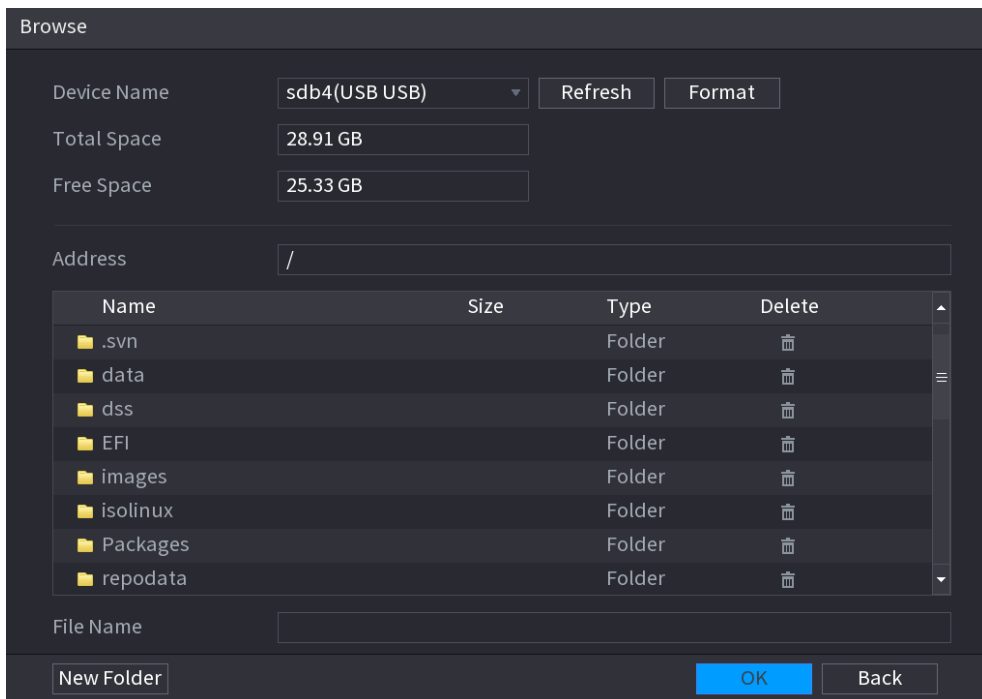 Browse
Device Name sdb4(USB USB) Refresh Format
Total Space 28.91 GB
Free Space 25.33 GB
Address /
Name Size Type Delete
.svn Folder
data Folder
dss Folder
EFI Folder
images Folder
isolinux Folder
Packages Folder
repodata Folder
File Name
New Folder OK Back